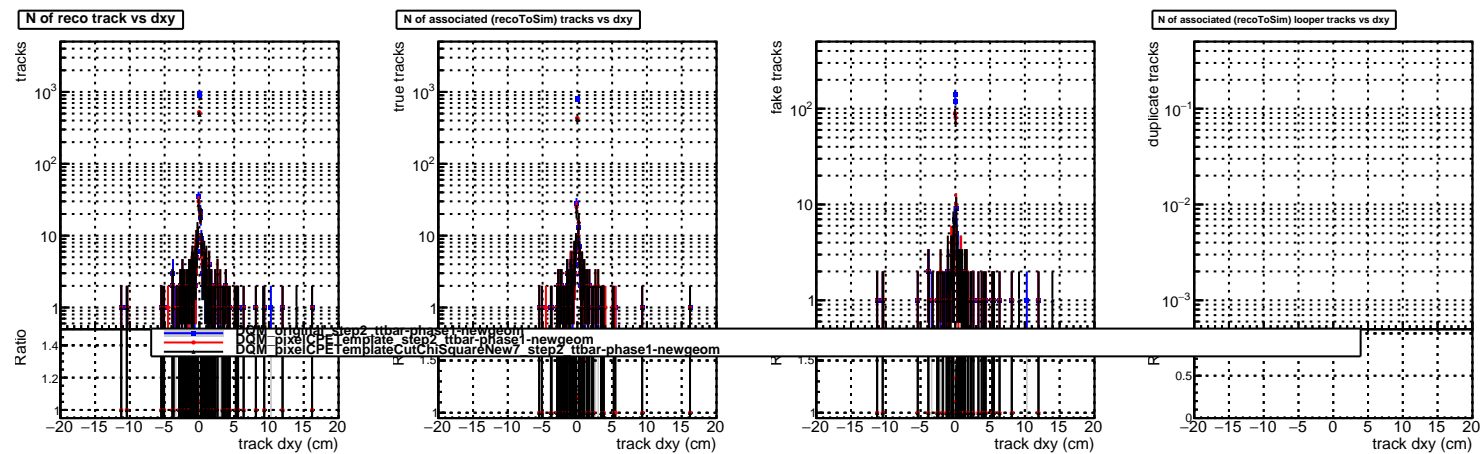 N of reco track vs dxy
N of associated (recoToSim) tracks vs dxy
N of associated (recoToSim) looper tracks vs dxy
tracks
10³
10²
10
1
Ratio
1.4
1.2
1
−20 −15 −10 −5 0 5 10 15 20
track dxy (cm)
true tracks
10³
10²
10
1
1.5
1
−20 −15 −10 −5 0 5 10 15 20
track dxy (cm)
fake tracks
10²
10
1
1.5
1
−20 −15 −10 −5 0 5 10 15 20
track dxy (cm)
duplicate tracks
10⁻¹
10⁻²
10⁻³
0.5
0
−20 −15 −10 −5 0 5 10 15 20
track dxy (cm)
DQM_original_step2_ttbar-phase1-newgeom
DQM_pixelCPETemplate_step2_ttbar-phase1-newgeom
DQM_pixelCPETemplateCutChiSquareNew7_step2_ttbar-phase1-newgeom